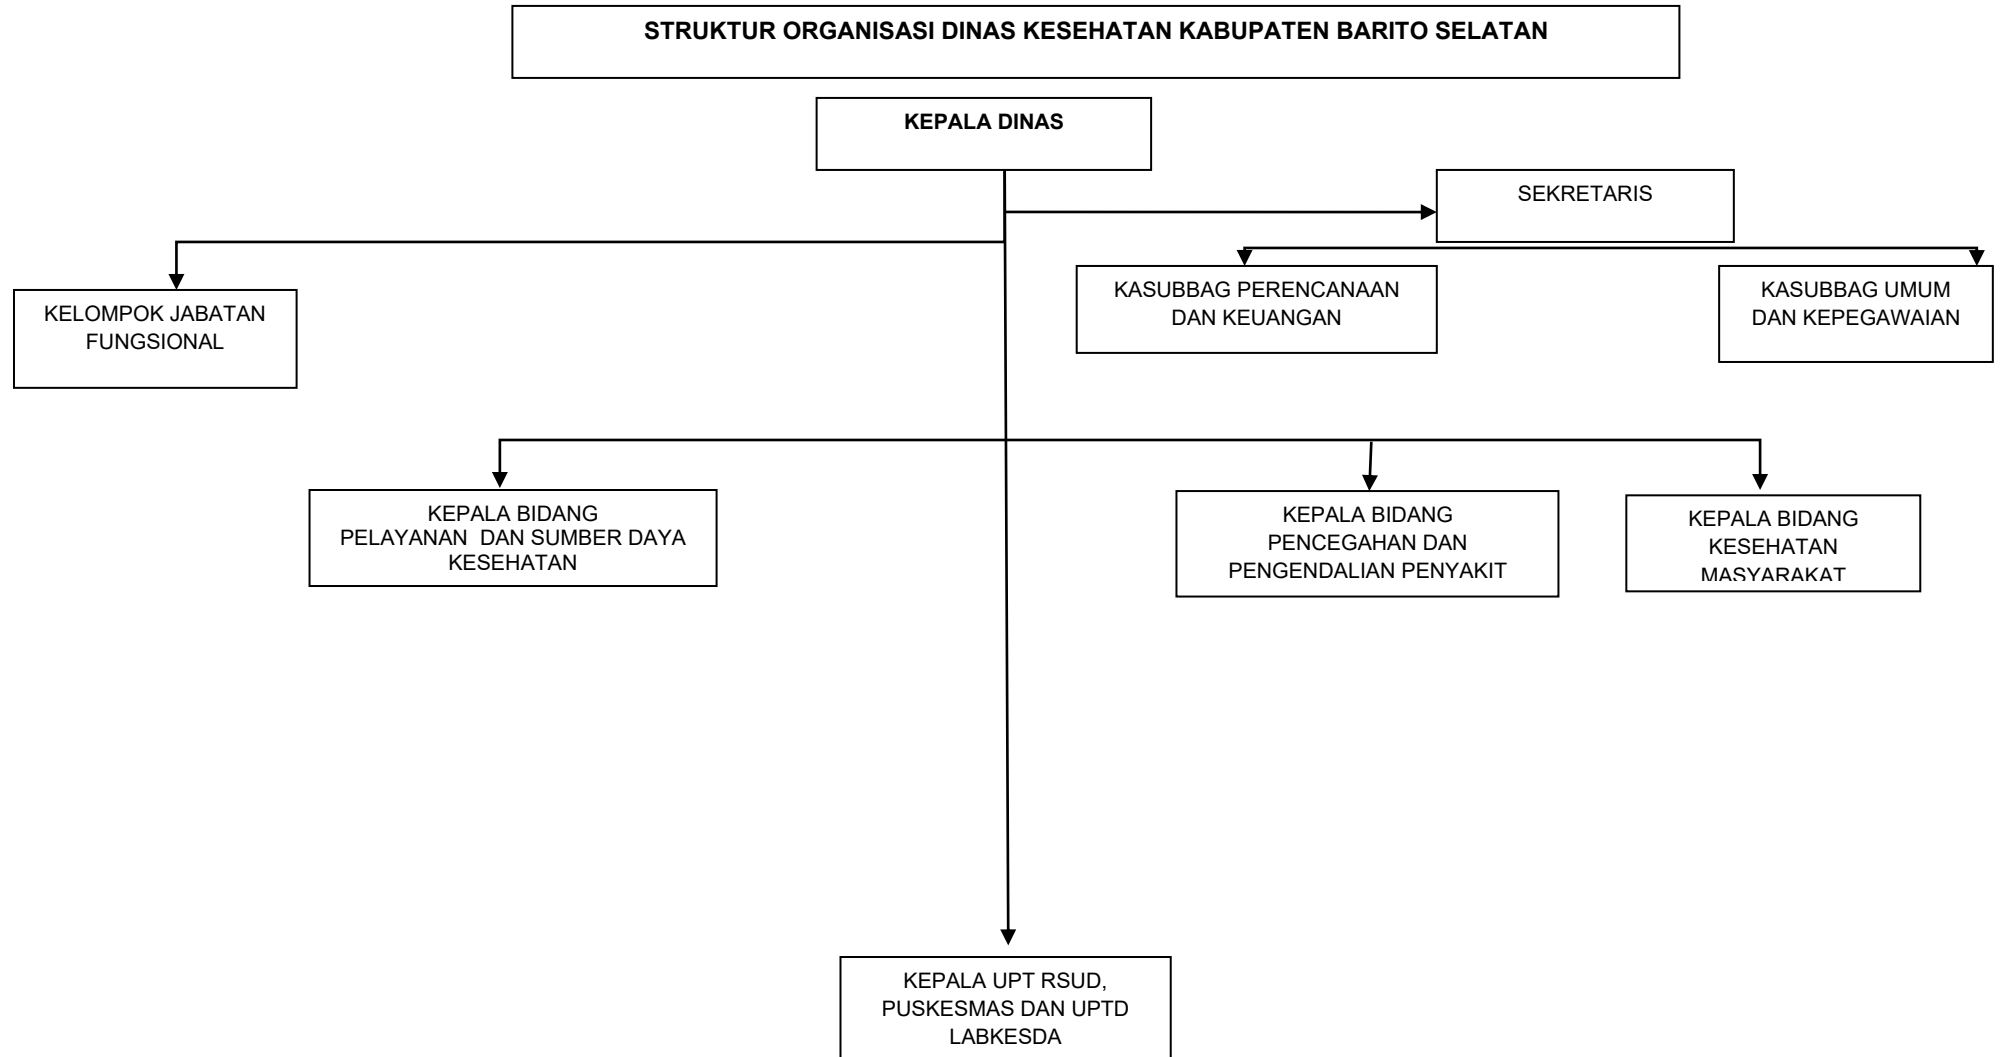 STRUKTUR ORGANISASI DINAS KESEHATAN KABUPATEN BARITO SELATAN
KEPALA DINAS
SEKRETARIS
KASUBBAG PERENCANAAN
DAN KEUANGAN
KASUBBAG UMUM
DAN KEPEGAWAIAN
KELOMPOK JABATAN
FUNGSIONAL
KEPALA BIDANG
PELAYANAN DAN SUMBER DAYA
KESEHATAN
KEPALA BIDANG
PENCEGAHAN DAN
PENGENDALIAN PENYAKIT
KEPALA BIDANG
KESEHATAN
MASYARAKAT
KEPALA UPT RSUD,
PUSKESMAS DAN UPTD
LABKESDA